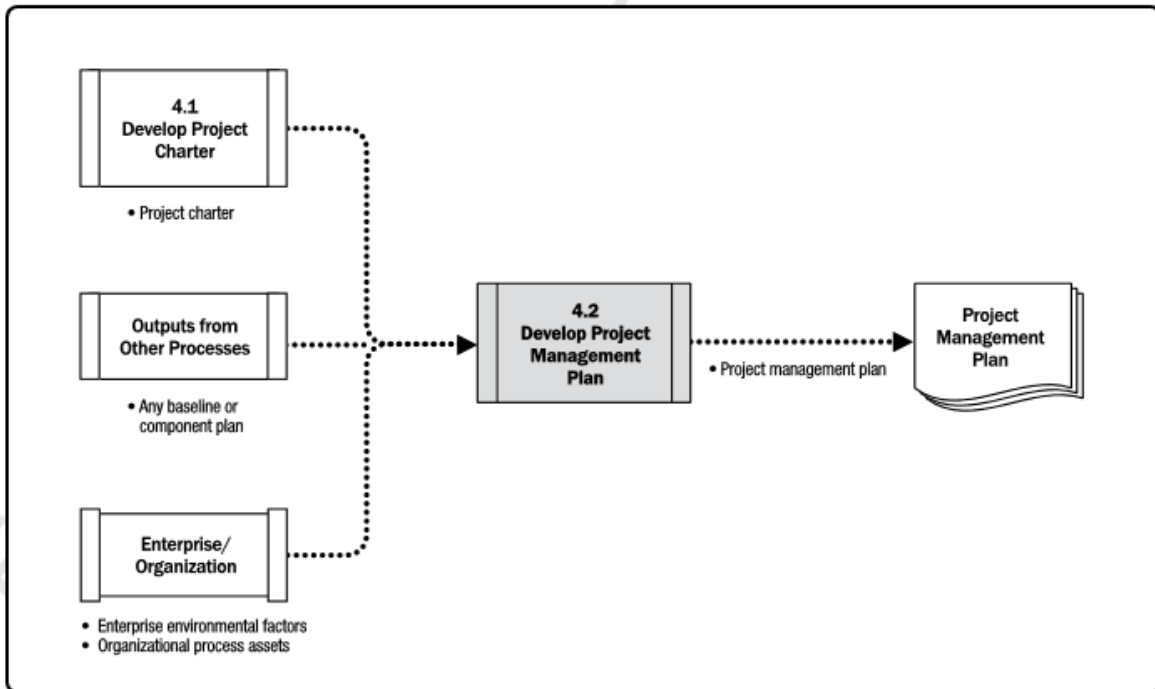 4.1
Develop Project
Charter
• Project charter
Outputs from
Other Processes
• Any baseline or
component plan
Enterprise/
Organization
• Enterprise environmental factors
• Organizational process assets
4.2
Develop Project
Management
Plan
• Project management plan
Project
Management
Plan